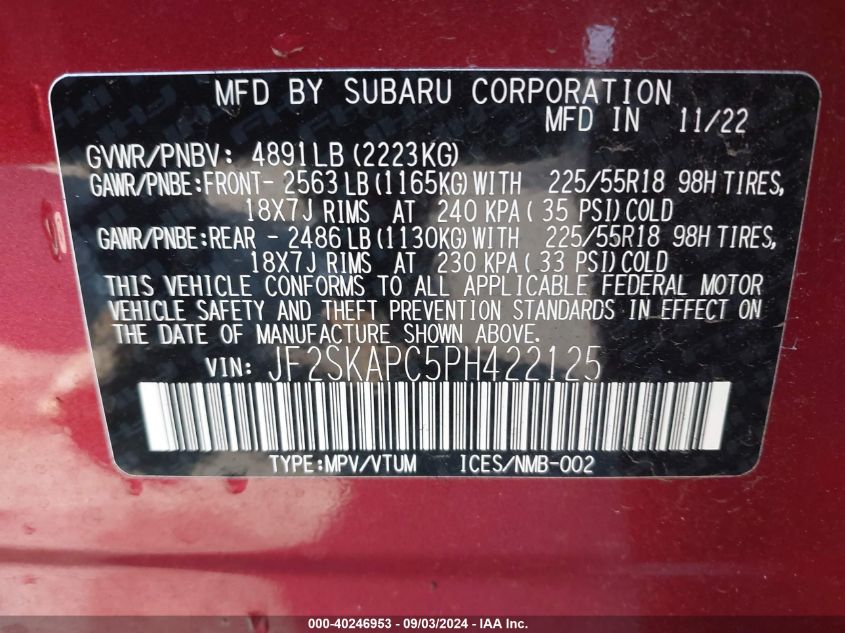 MFD BY SUBARU CORPORATION
MFD IN 11/22
GVWR/PNBV: 4891LB (2223KG)
GAWR/PNBE:FRONT- 2563 LB (1165KG) WITH 225/55R18 98H TIRES,
18X7J RIMS AT 240 KPA ( 35 PSI) COLD
GAWR/PNBE:REAR - 2486 LB (1130KG) WITH 225/55R18 98H TIRES,
18X7J RIMS AT 230 KPA ( 33 PSI) COLD
THIS VEHICLE CONFORMS TO ALL APPLICABLE FEDERAL MOTOR
VEHICLE SAFETY AND THEFT PREVENTION STANDARDS IN EFFECT ON
THE DATE OF MANUFACTURE SHOWN ABOVE.
VIN: JF2SKAPC5PH422125
TYPE:MPV/VTUM ICES/NMB-002
000-40246953 - 09/03/2024 - IAA Inc.